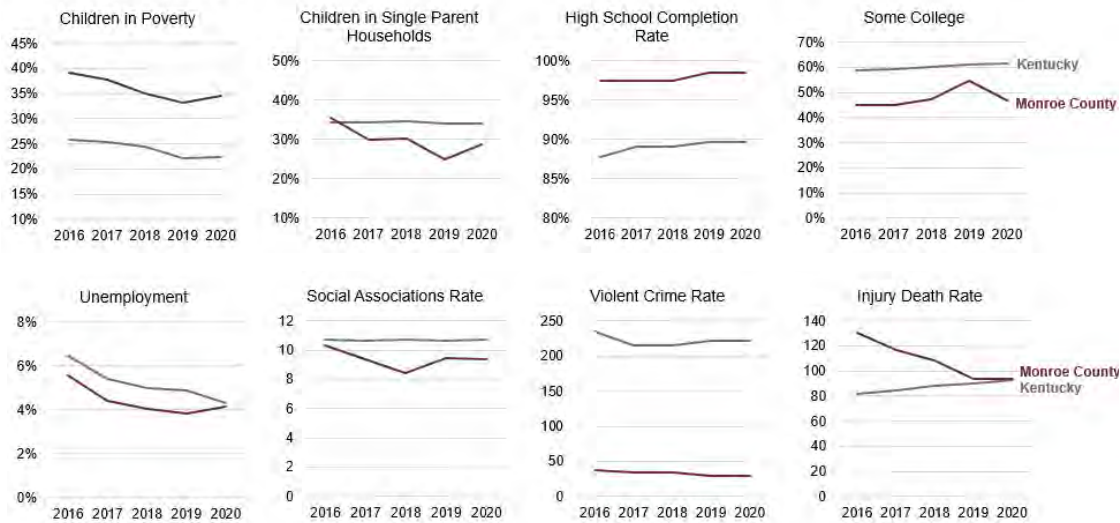 Children in Poverty
45%
40%
35%
30%
25%
20%
15%
10%
2016 2017 2018 2019 2020
Children in Single Parent
Households
50%
40%
30%
20%
10%
2016 2017 2018 2019 2020
High School Completion
Rate
100%
95%
90%
85%
80%
2016 2017 2018 2019 2020
Some College
70%
60%
50%
40%
30%
20%
10%
0%
Kentucky
Monroe County
2016 2017 2018 2019 2020
Unemployment
8%
6%
4%
2%
0%
2016 2017 2018 2019 2020
Social Associations Rate
12
10
8
6
4
2
0
2016 2017 2018 2019 2020
Violent Crime Rate
250
200
150
100
50
0
2016 2017 2018 2019 2020
Injury Death Rate
140
120
100
80
60
40
20
0
Monroe County
Kentucky
2016 2017 2018 2019 2020